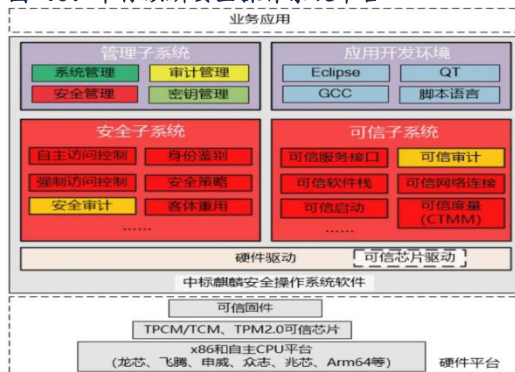 业务应用
管理子系统
应用开发环境
系统管理
审计管理
安全管理
密钥管理
Eclipse
QT
GCC
脚本语言
安全子系统
可信子系统
自主访问控制
身份鉴别
强制访问控制
安全策略
安全审计
客体重用
……
可信服务接口
可信审计
可信软件栈
可信网络连接
可信启动
可信度量
(CTMM)
……
硬件驱动
可信芯片驱动
中标麒麟安全操作系统软件
可信固件
TPCM/TCM、TPM2.0可信芯片
x86和自主CPU平台
(龙芯、飞腾、申威、众志、兆芯、Arm64等)
硬件平台